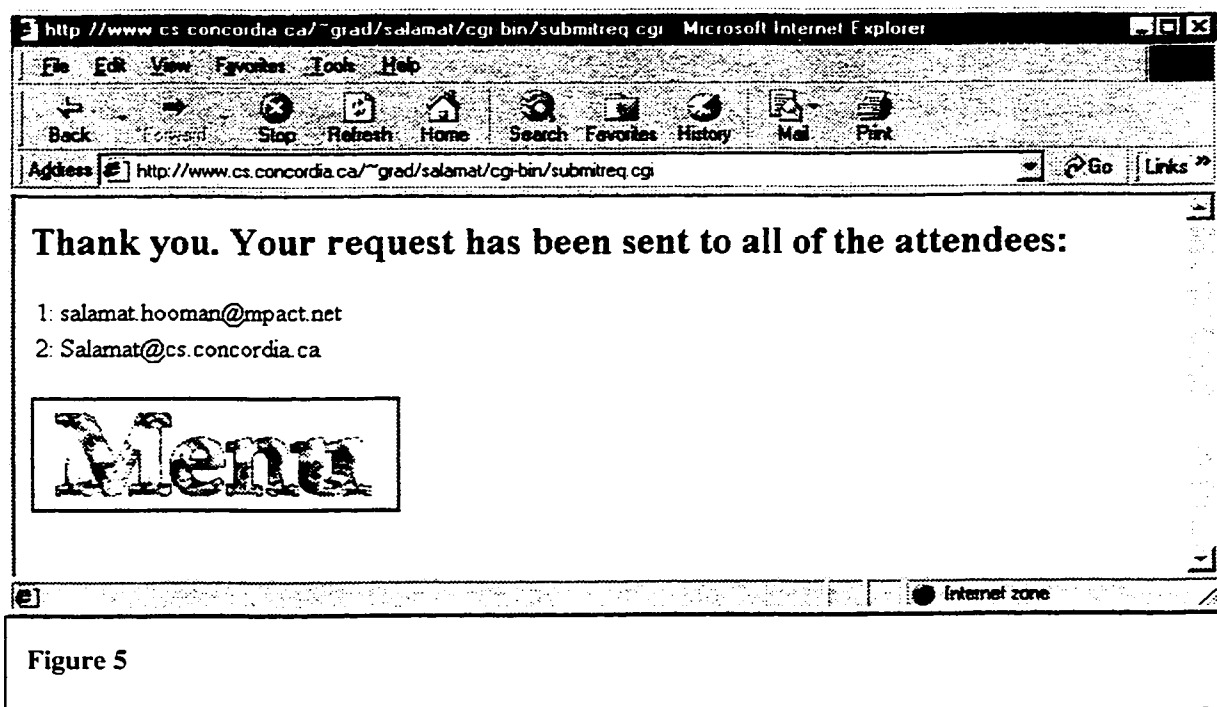 http //www cs concordia ca/~grad/salamat/cgi bin/submitreq cgi Microsoft Internet Explorer
File Edit View Favorites Tools Help
Back Forward Stop Refresh Home Search Favorites History Mail Print
Address http://www.cs.concordia.ca/~grad/salamat/cgi-bin/submitreq.cgi Go Links »
Thank you. Your request has been sent to all of the attendees:
1: salamat.hooman@mpact.net
2: Salamat@cs.concordia.ca
Menu
Internet zone
Figure 5